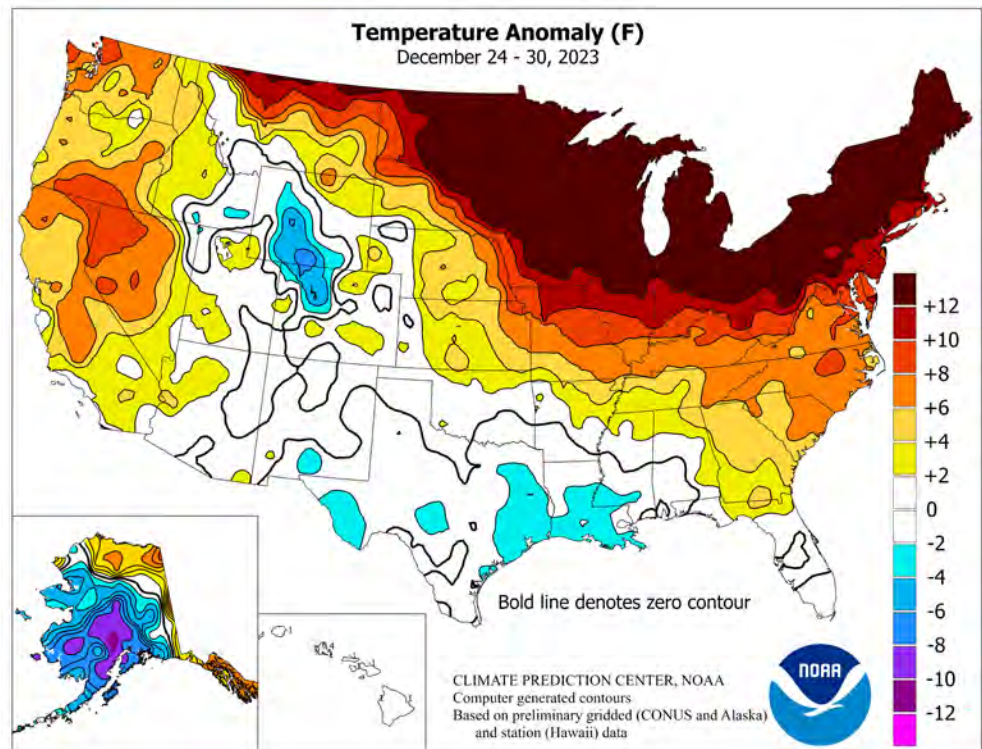 Temperature Anomaly (F)
December 24 - 30, 2023
+12
+10
+8
+6
+4
+2
0
-2
-4
-6
-8
-10
-12
Bold line denotes zero contour
CLIMATE PREDICTION CENTER, NOAA
Computer generated contours
Based on preliminary gridded (CONUS and Alaska)
and station (Hawaii) data
NOAA